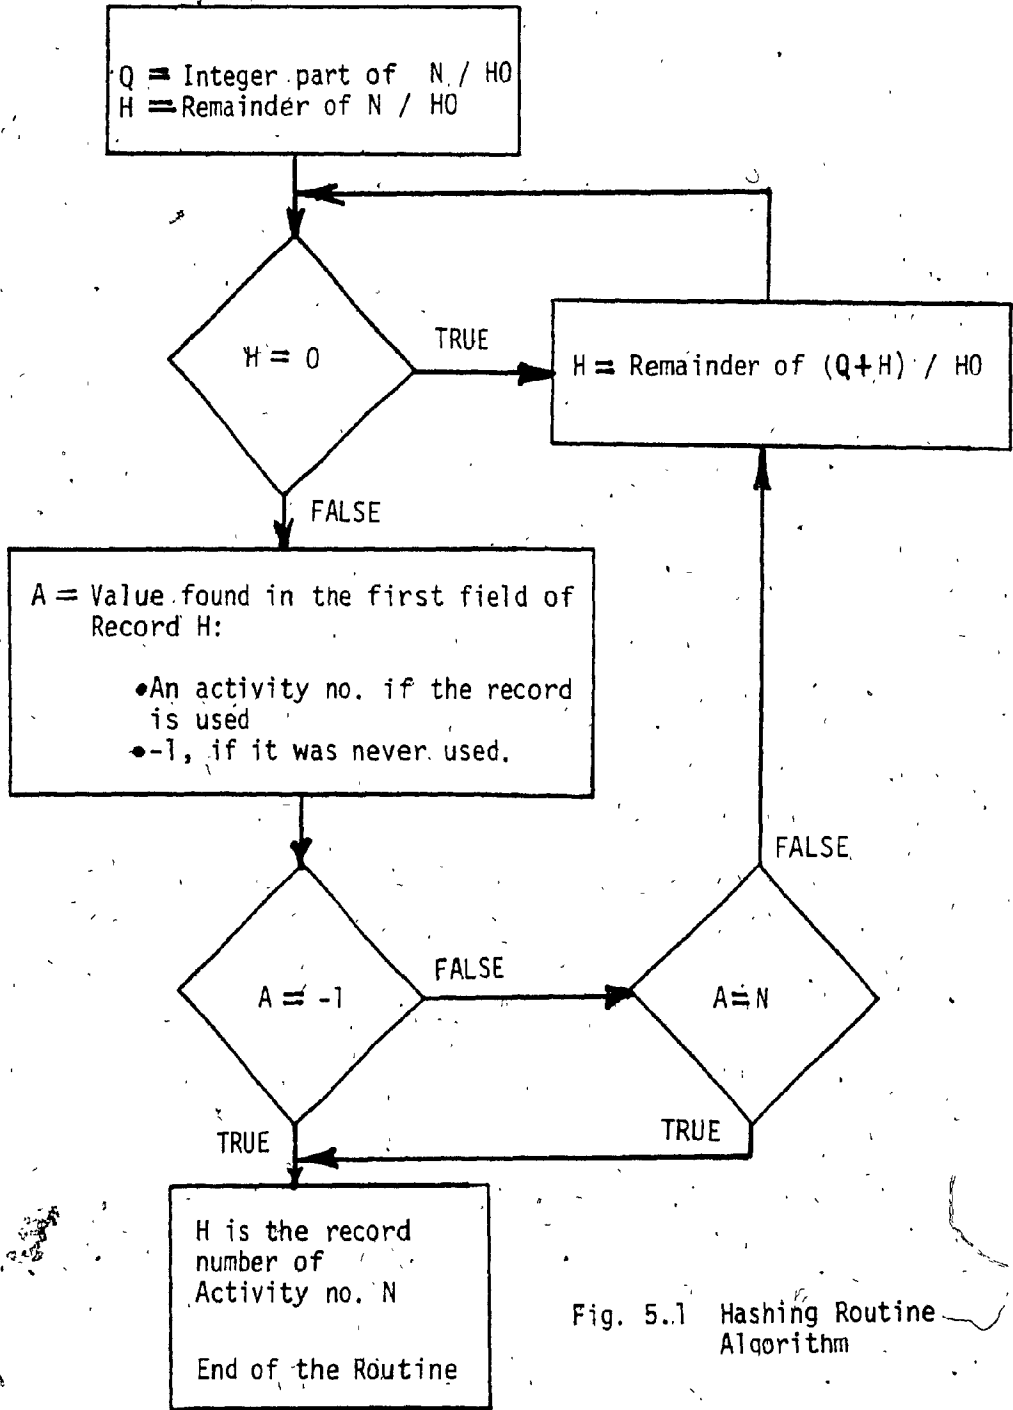 Q = Integer part of N / HO
H = Remainder of N / HO
H = 0
TRUE
H = Remainder of (Q+H) / HO
FALSE
A = Value found in the first field of
Record H:
•An activity no. if the record
is used
•-1, if it was never used.
FALSE
A = -1
FALSE
A=N
TRUE
TRUE
H is the record
number of
Activity no. N
End of the Routine
Fig. 5.1 Hashing Routine
Algorithm